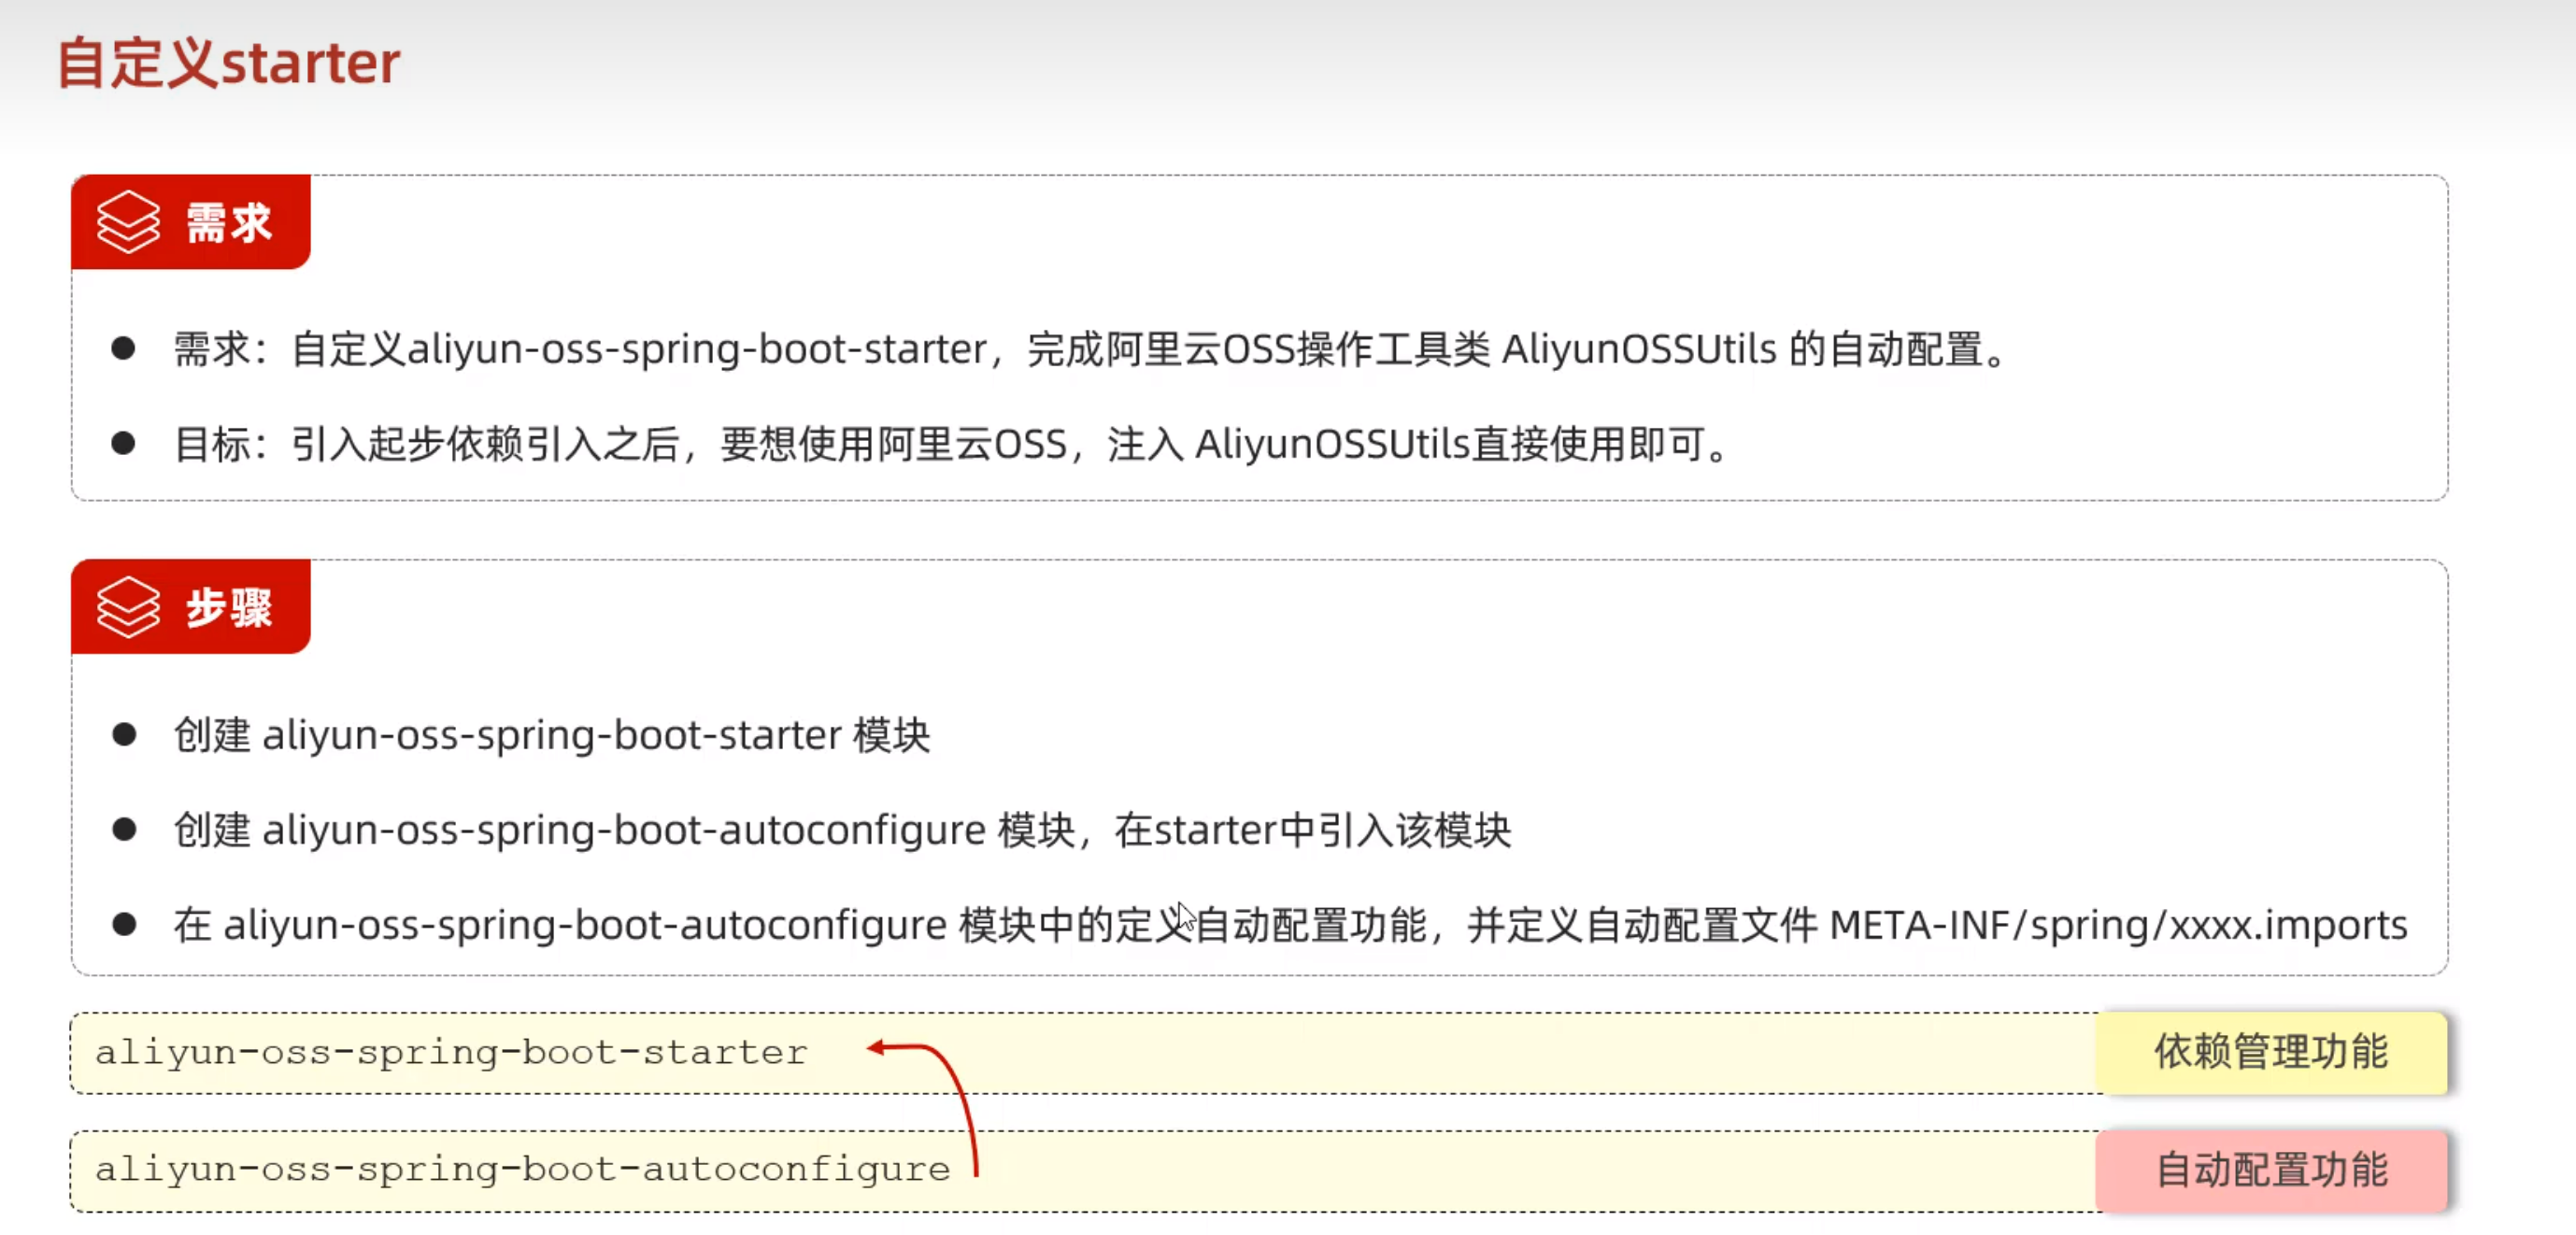 自定义starter
需求
需求：自定义aliyun-oss-spring-boot-starter，完成阿里云OSS操作工具类 AliyunOSSUtils 的自动配置。
目标：引入起步依赖引入之后，要想使用阿里云OSS，注入 AliyunOSSUtils直接使用即可。
步骤
创建 aliyun-oss-spring-boot-starter 模块
创建 aliyun-oss-spring-boot-autoconfigure 模块，在starter中引入该模块
在 aliyun-oss-spring-boot-autoconfigure 模块中的定义自动配置功能，并定义自动配置文件 META-INF/spring/xxxx.imports
aliyun-oss-spring-boot-starter 依赖管理功能
aliyun-oss-spring-boot-autoconfigure 自动配置功能